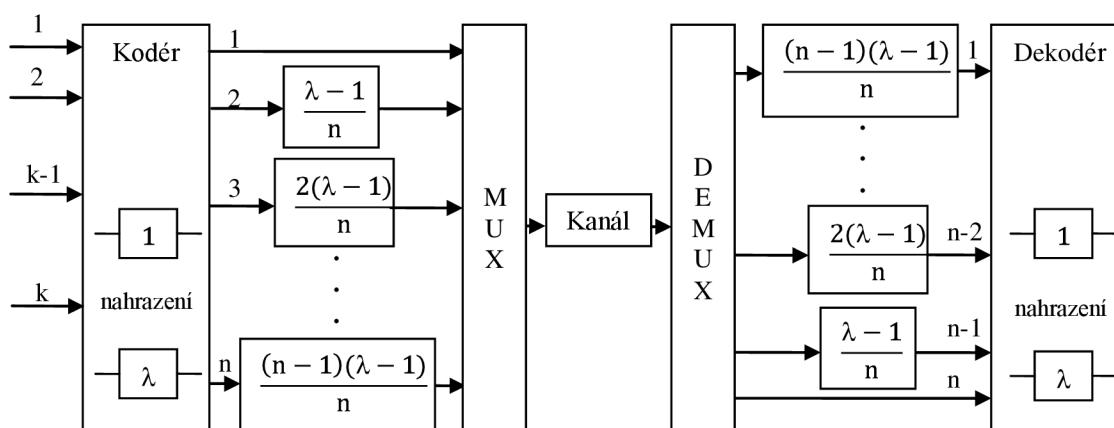 1
2
k-1
k
Kodér
1
nahrazení
λ
1
2
λ − 1
n
3
2(λ − 1)
n
n
(n − 1)(λ − 1)
n
M
U
X
Kanál
D
E
M
U
X
(n − 1)(λ − 1)
n
1
2(λ − 1)
n
n-2
λ − 1
n
n-1
n
Dekodér
1
nahrazení
λ